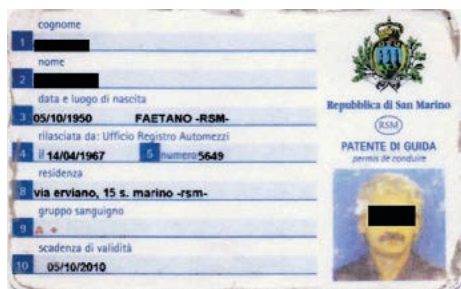 cognome
1
nome
2
data e luogo di nascita
3 05/10/1950 FAETANO -RSM-
rilasciata da: Ufficio Registro Automezzi
4 il 14/04/1967 5 numero 5649
residenza
8 via erviano, 15 s. marino -rsm-
gruppo sanguigno
9 A +
scadenza di validità
10 05/10/2010
Repubblica di San Marino
RSM
PATENTE DI GUIDA
permis de conduire